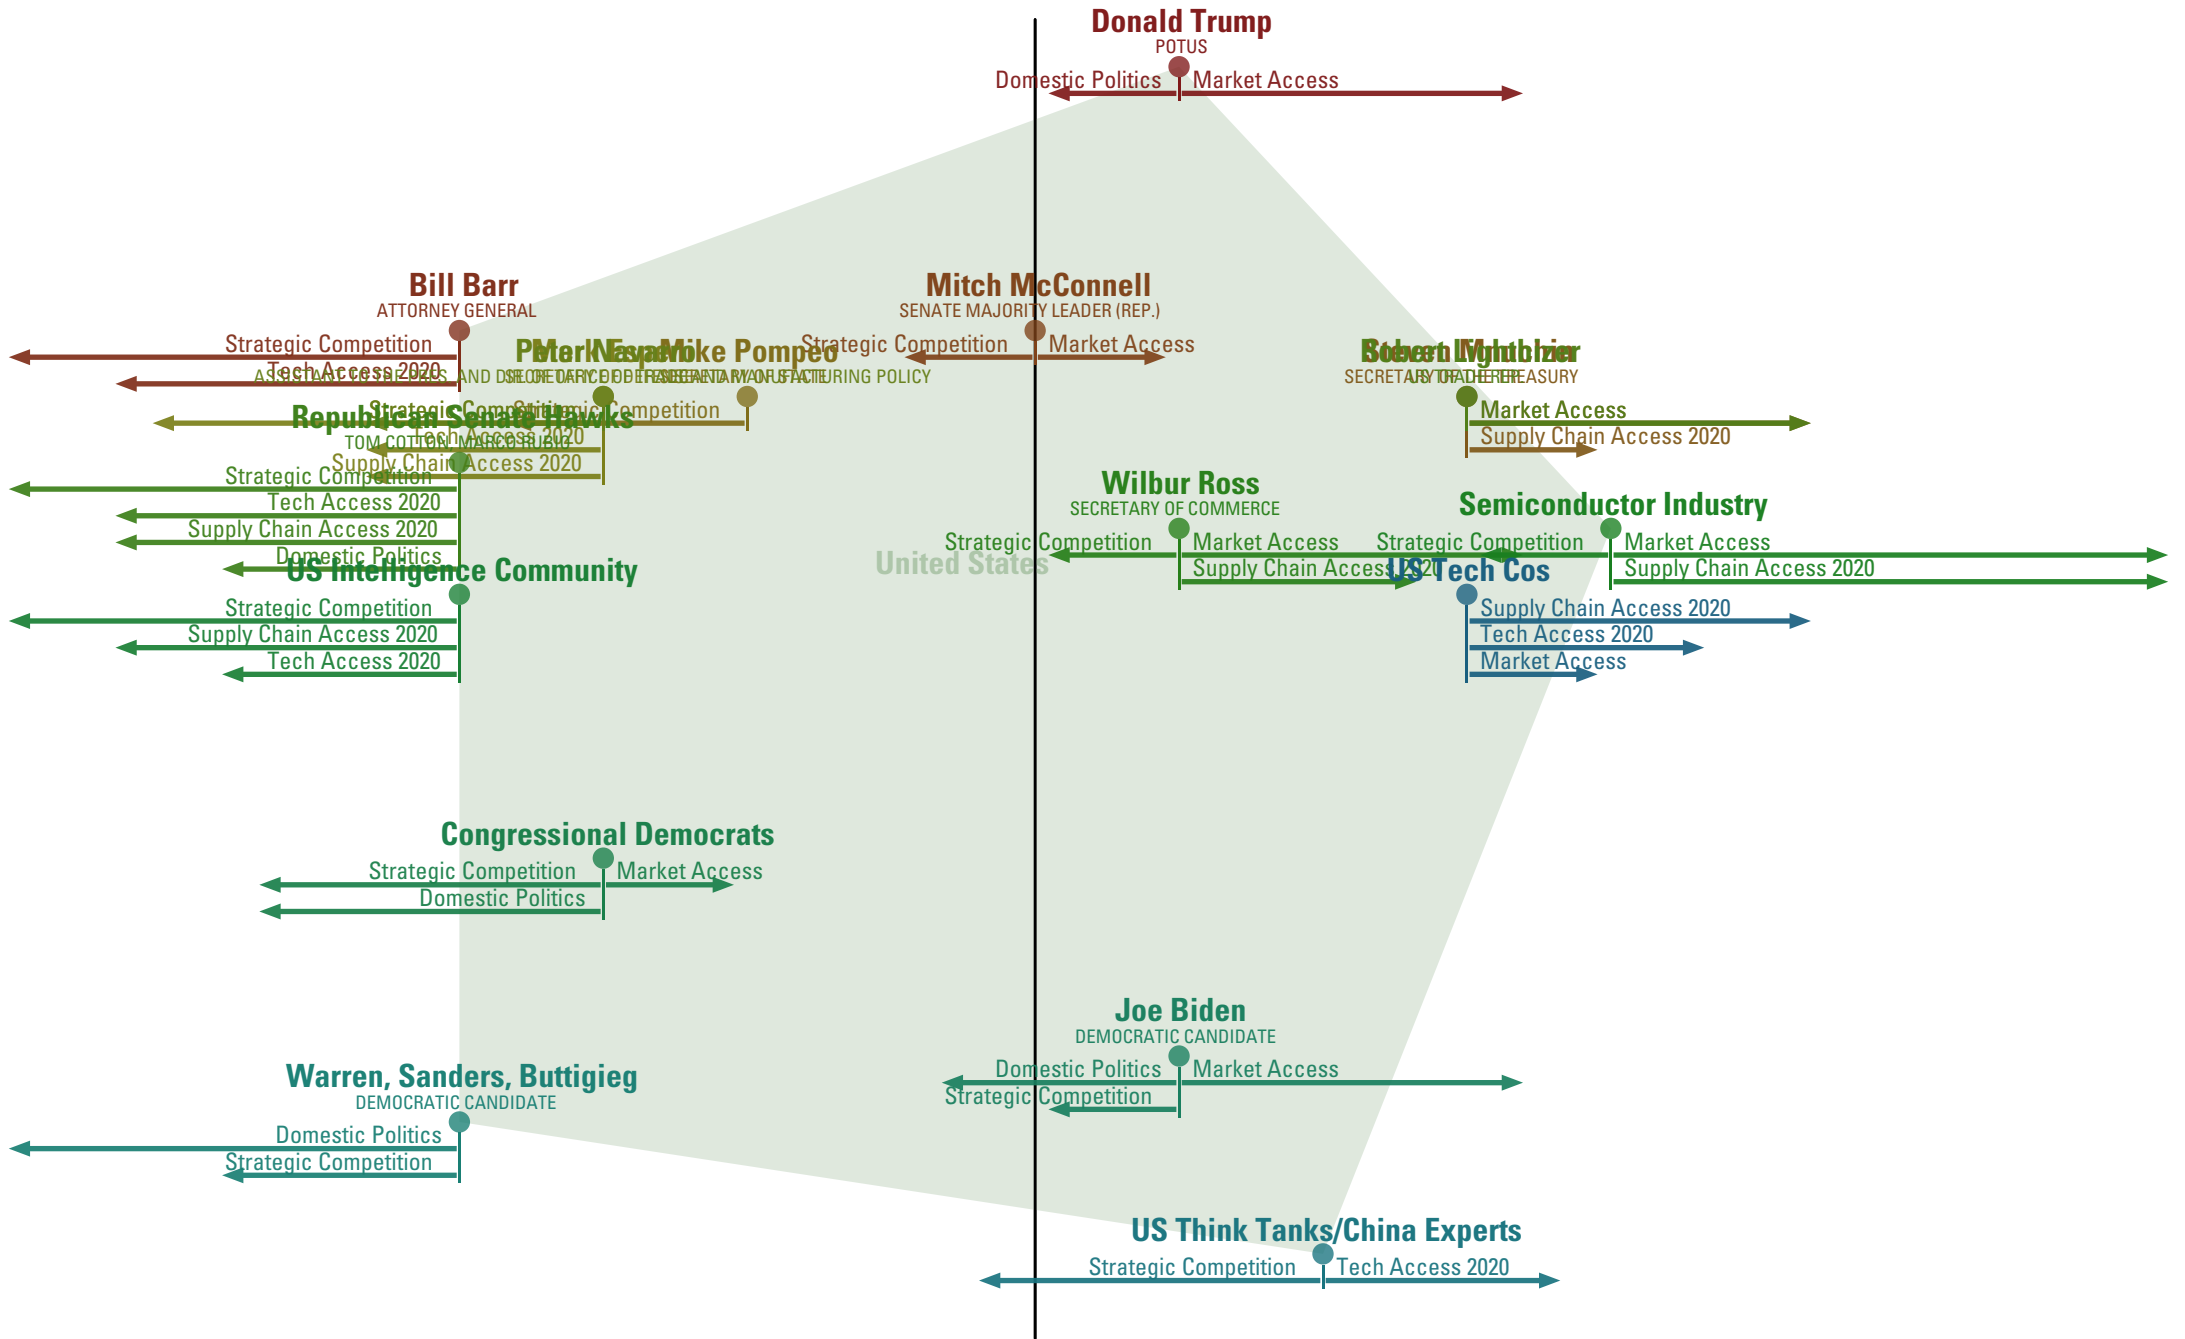 Donald Trump
POTUS
Domestic Politics Market Access
Bill Barr
ATTORNEY GENERAL
Strategic Competition
Tech Access 2020
Mitch McConnell
SENATE MAJORITY LEADER (REP.)
Strategic Competition Market Access
Mike Pompeo
Strategic Competition
Strategic Competition
Tech Access 2020
Supply Chain Access 2020
SECRETARY OF THE TREASURY
Market Access
Supply Chain Access 2020
Republican Senate Hawks
TOM COTTON, MARCO RUBIO
Strategic Competition
Tech Access 2020
Supply Chain Access 2020
Domestic Politics
Wilbur Ross
SECRETARY OF COMMERCE
Strategic Competition Market Access
Supply Chain Access 2020
Semiconductor Industry
Strategic Competition Market Access
Supply Chain Access 2020
United States
US Intelligence Community
Strategic Competition
Supply Chain Access 2020
Tech Access 2020
US Tech Cos
Supply Chain Access 2020
Tech Access 2020
Market Access
Congressional Democrats
Strategic Competition Market Access
Domestic Politics
Joe Biden
DEMOCRATIC CANDIDATE
Domestic Politics Market Access
Strategic Competition
Warren, Sanders, Buttigieg
DEMOCRATIC CANDIDATE
Domestic Politics
Strategic Competition
US Think Tanks/China Experts
Strategic Competition Tech Access 2020